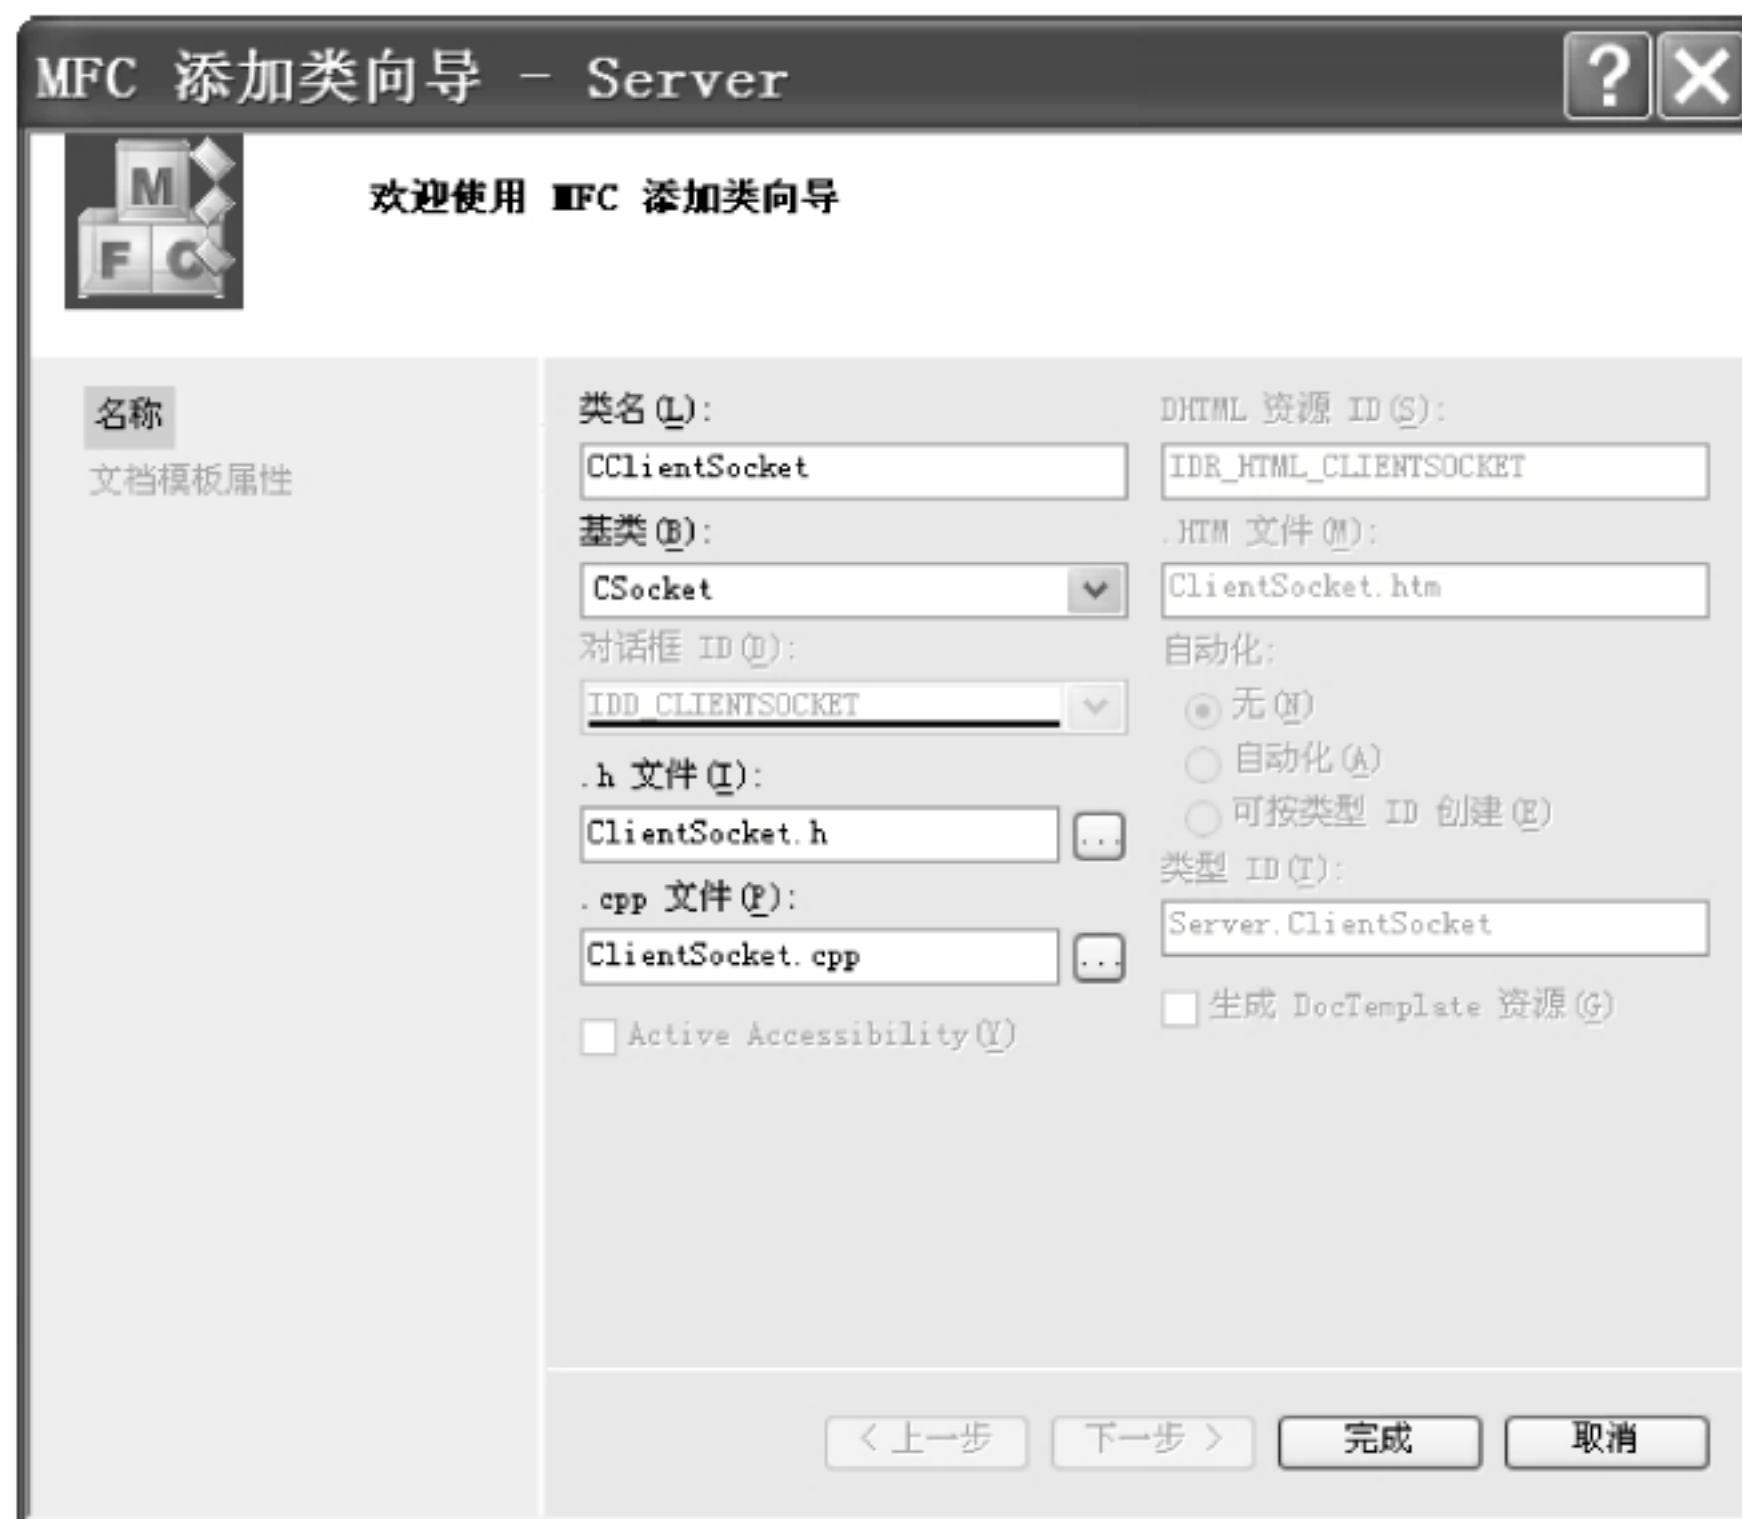 MFC 添加类向导 - Server
M
F C
欢迎使用 MFC 添加类向导
名称
文档模板属性
类名(L):
CClientSocket
基类(B):
CSocket
对话框 ID(D):
IDD_CLIENTSOCKET
.h 文件(I):
ClientSocket.h
...
.cpp 文件(P):
ClientSocket.cpp
...
Active Accessibility(Y)
DHTML 资源 ID(S):
IDR_HTML_CLIENTSOCKET
.HTM 文件(M):
ClientSocket.htm
自动化:
无(N)
自动化(A)
可按类型 ID 创建(E)
类型 ID(T):
Server.ClientSocket
生成 DocTemplate 资源(G)
< 上一步 下一步 > 完成 取消